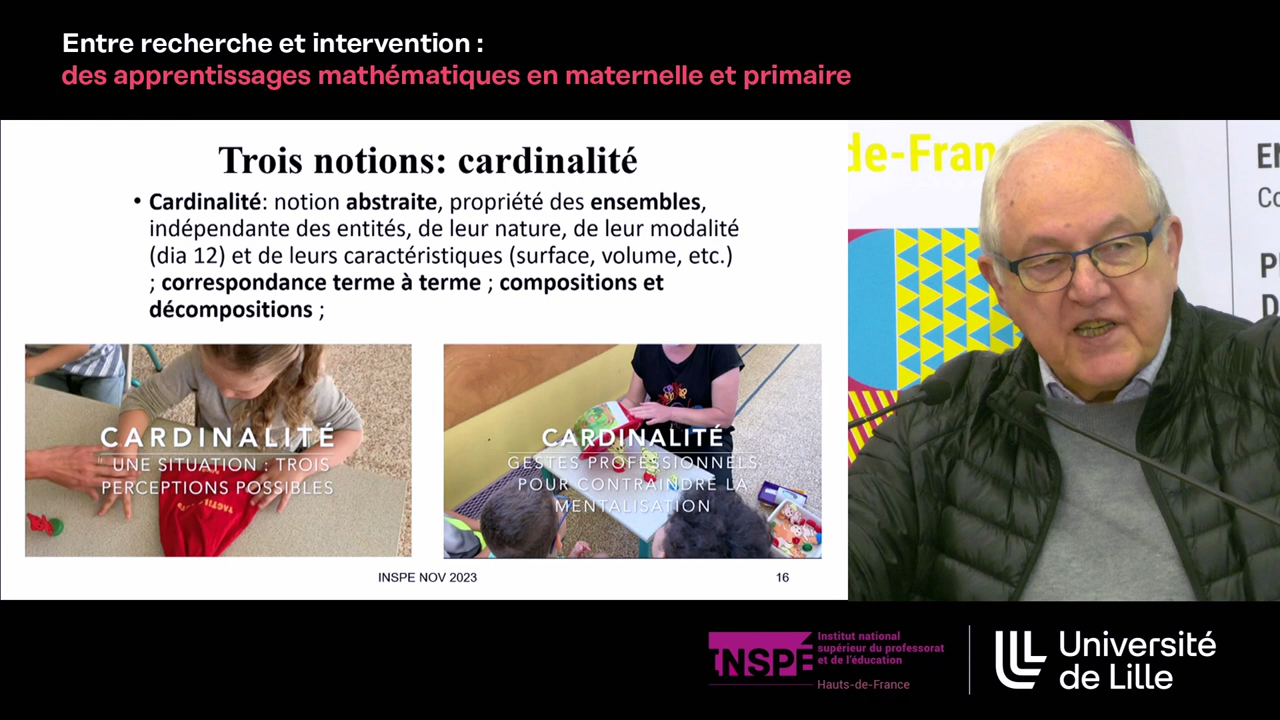 Entre recherche et intervention :
des apprentissages mathématiques en maternelle et primaire
Trois notions: cardinalité
• Cardinalité: notion abstraite, propriété des ensembles,
indépendante des entités, de leur nature, de leur modalité
(dia 12) et de leurs caractéristiques (surface, volume, etc.)
; correspondance terme à terme ; compositions et
décompositions ;
CARDINALITÉ
UNE SITUATION : TROIS
PERCEPTIONS POSSIBLES
CARDINALITÉ
GESTES PROFESSIONNELS
POUR CONTRAINDRE LA
MENTALISATION
INSPE NOV 2023
16
de-Fran
EN
Co
D
INSPÉ
Institut national
supérieur du professorat
et de l'éducation
Hauts-de-France
Université
de Lille